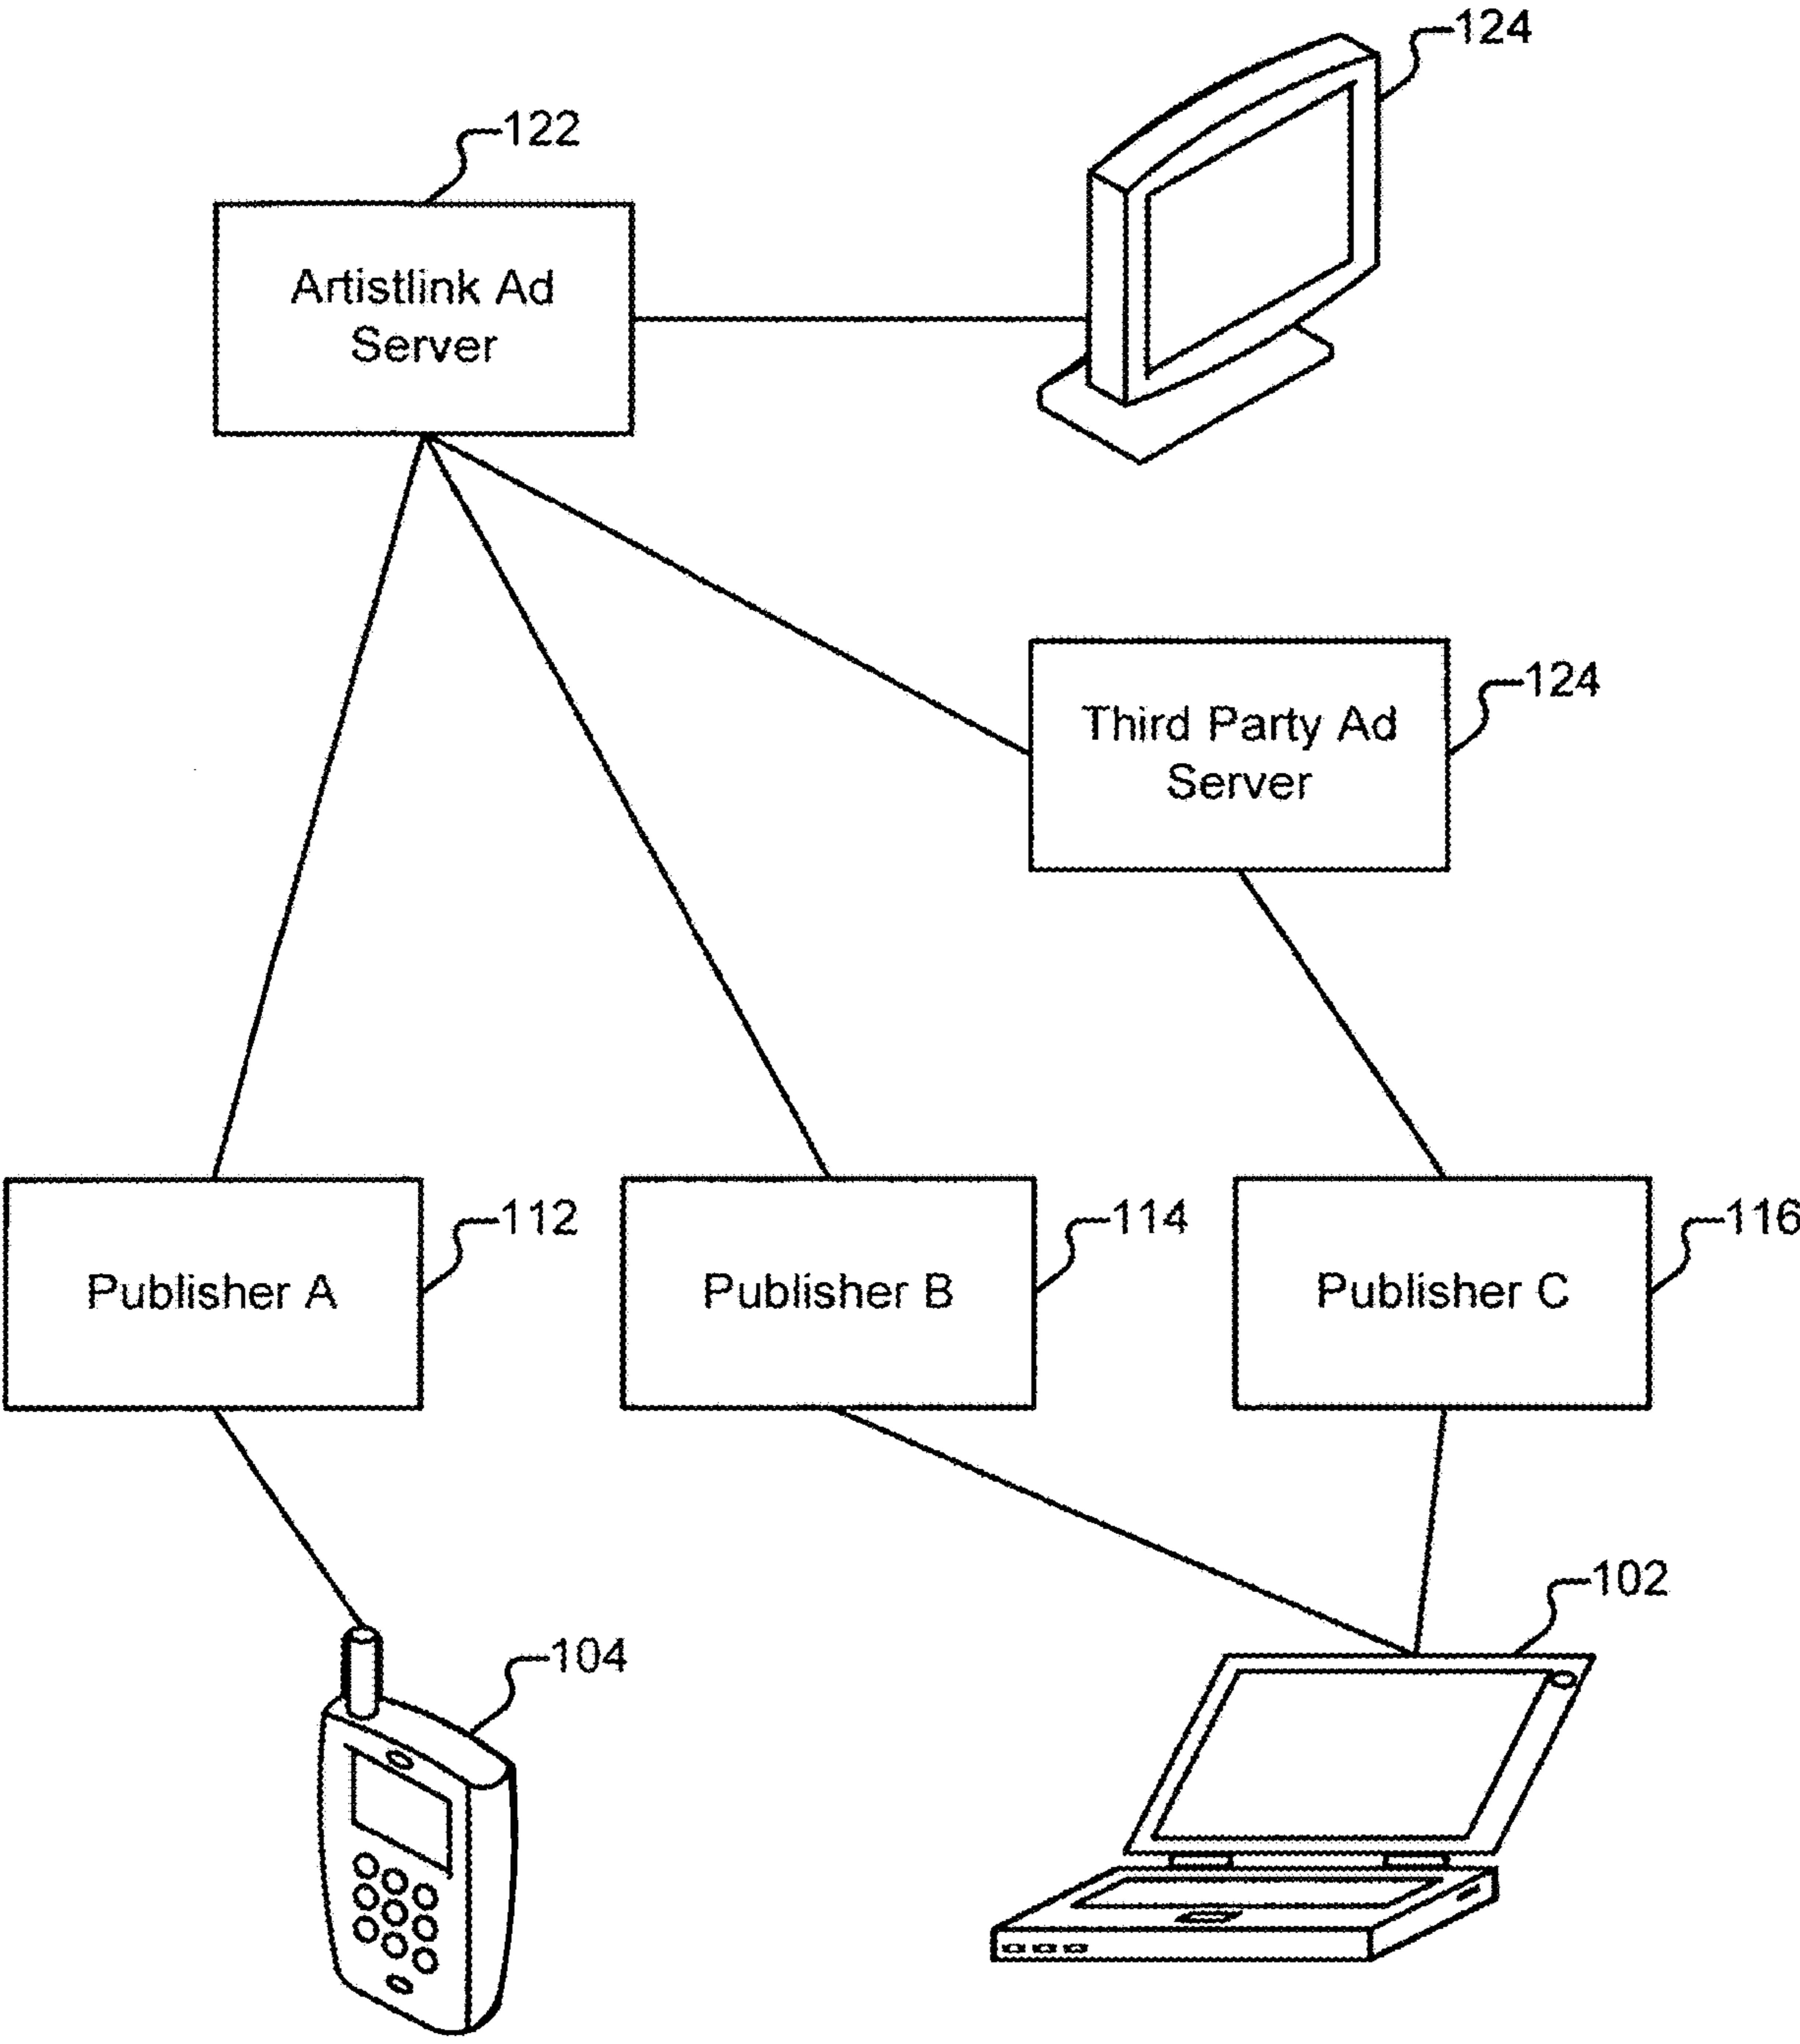 124
122
Artistlink Ad
Server
124
Third Party Ad
Server
112
114
116
Publisher A
Publisher B
Publisher C
102
104